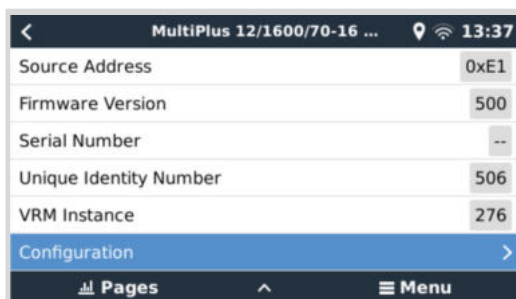 MultiPlus 12/1600/70-16 ... 13:37
Source Address 0xE1
Firmware Version 500
Serial Number --
Unique Identity Number 506
VRM Instance 276
Configuration
Pages Menu